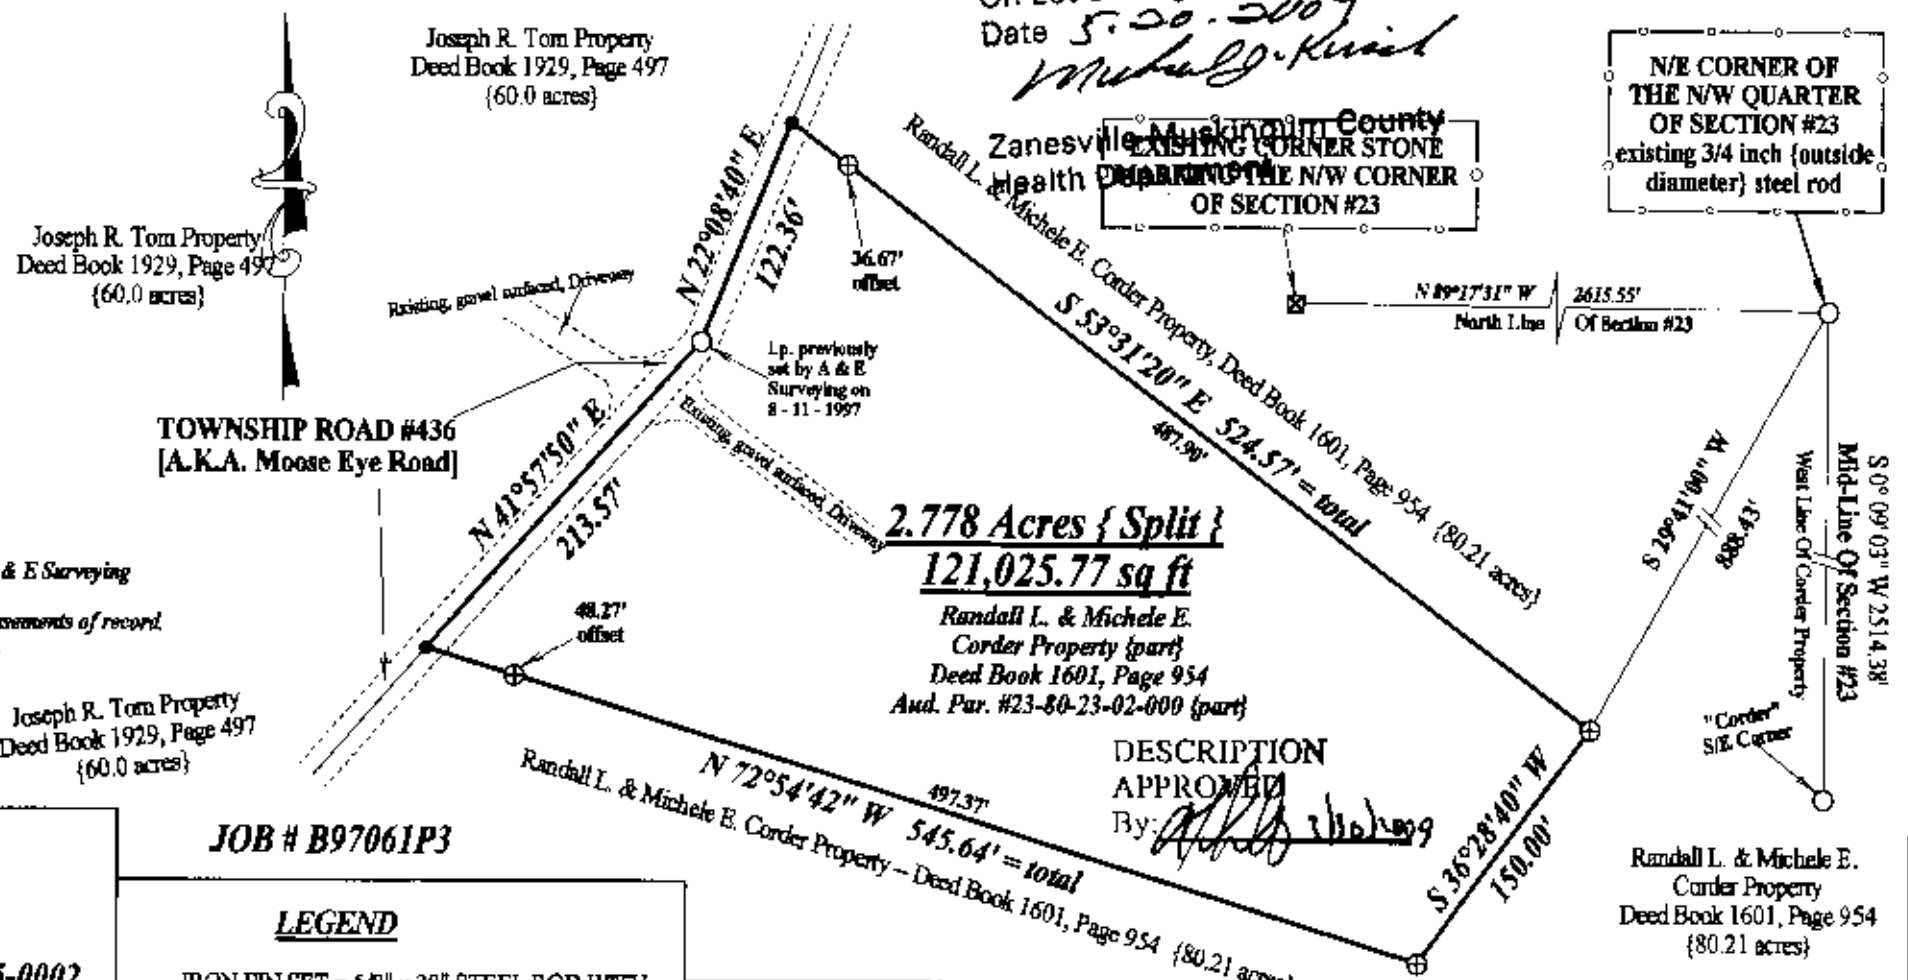 Date 5-20-2009
Joseph R. Tom Property
Deed Book 1929, Page 497
{60.0 acres}
N/E CORNER OF
THE N/W QUARTER
OF SECTION #23
existing 3/4 inch {outside
diameter} steel rod
Zanesville-Muskingum County
Health Department
EXISTING CORNER STONE
MARKING THE N/W CORNER
OF SECTION #23
Joseph R. Tom Property
Deed Book 1929, Page 497
{60.0 acres}
N 22°08'40" E
122.36'
36.67'
offset
Randall L. & Michele E. Corder Property, Deed Book 1601, Page 954 {80.21 acres}
S 53°31'20" E 524.57' = total
487.90'
N 89°17'31" W 2615.55'
North Line Of Section #23
Existing, gravel surfaced, Driveway
I.p. previously
set by A & E
Surveying on
8 - 11 - 1997
TOWNSHIP ROAD #436
[A.K.A. Moose Eye Road]
N 41°57'50" E
213.57'
Existing, gravel surfaced, Driveway
S 29°41'00" W
888.43'
S 0°09'03" W 2514.38'
Mid-Line Of Section #23
West Line Of Corder Property
2.778 Acres { Split }
121,025.77 sq ft
Randall L. & Michele E.
Corder Property {part}
Deed Book 1601, Page 954
Aud. Par. #23-80-23-02-000 {part}
& E Surveying
of record
48.27'
offset
Joseph R. Tom Property
Deed Book 1929, Page 497
{60.0 acres}
"Corder"
S/E Corner
DESCRIPTION
APPROVED
By:
N 72°54'42" W 545.64' = total
497.37'
Randall L. & Michele E. Corder Property -- Deed Book 1601, Page 954 {80.21 acres}
S 36°28'40" W
150.00'
JOB # B97061P3
Randall L. & Michele E.
Corder Property
Deed Book 1601, Page 954
{80.21 acres}
LEGEND
-0002